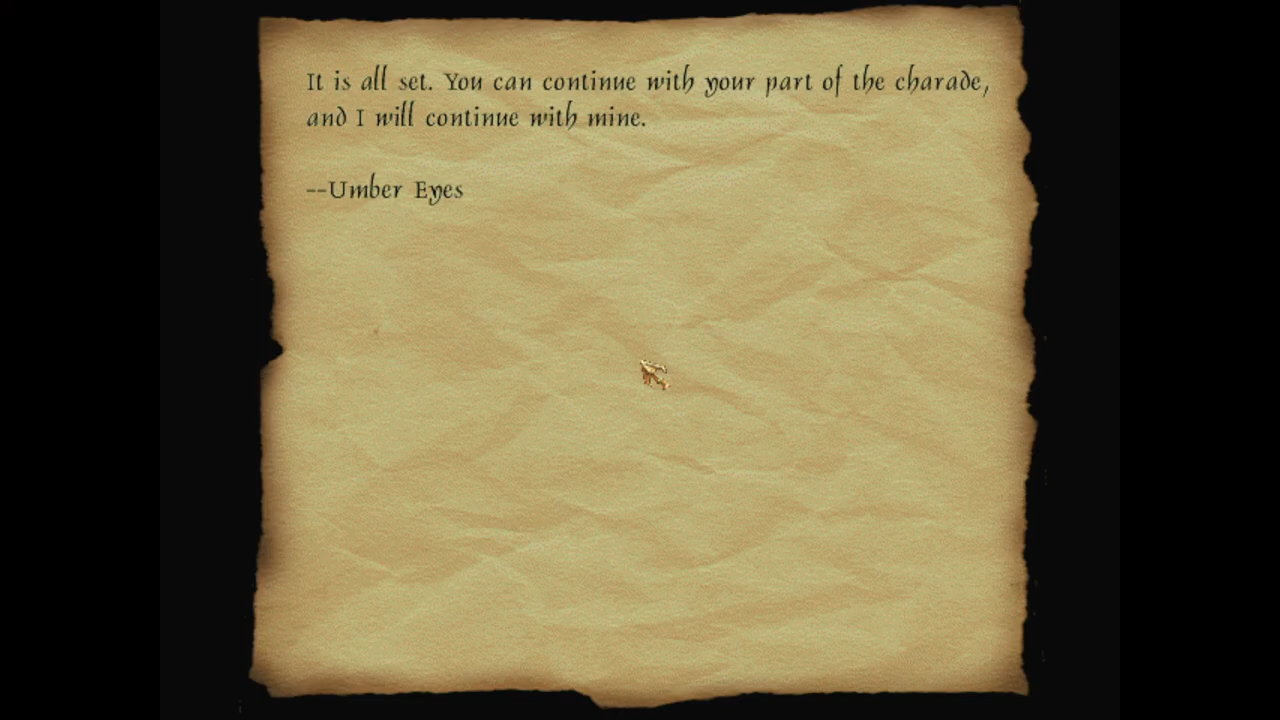 It is all set. You can continue with your part of the charade,
and I will continue with mine.
--Umber Eyes